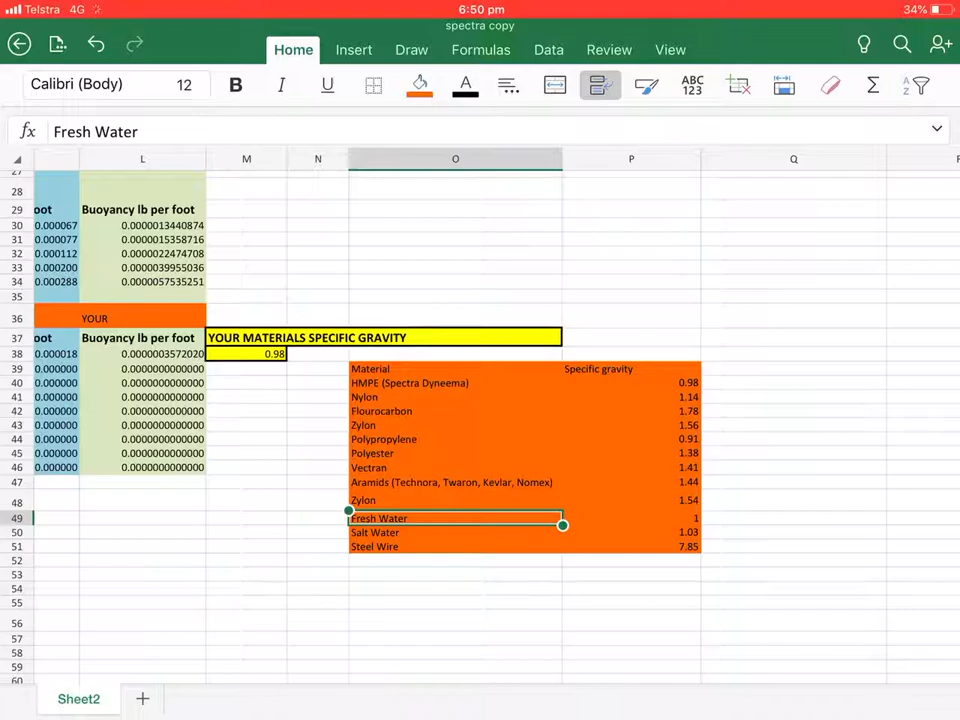 Telstra 4G 6:50 pm 34%
spectra copy
Home Insert Draw Formulas Data Review View
Calibri (Body) 12 B I U A ABC 123 Σ A Z
fx Fresh Water
L M N O P Q
27
28
29 oot Buoyancy lb per foot
30 0.000067 0.0000013440874
31 0.000077 0.0000015358716
32 0.000112 0.0000022474708
33 0.000200 0.0000039955036
34 0.000288 0.0000057535251
35
36 YOUR
37 oot Buoyancy lb per foot YOUR MATERIALS SPECIFIC GRAVITY
38 0.000018 0.0000003572020 0.98
39 0.000000 0.0000000000000 Material Specific gravity
40 0.000000 0.0000000000000 HMPE (Spectra Dyneema) 0.98
41 0.000000 0.0000000000000 Nylon 1.14
42 0.000000 0.0000000000000 Flourocarbon 1.78
43 0.000000 0.0000000000000 Zylon 1.56
44 0.000000 0.0000000000000 Polypropylene 0.91
45 0.000000 0.0000000000000 Polyester 1.38
46 0.000000 0.0000000000000 Vectran 1.41
47 Aramids (Technora, Twaron, Kevlar, Nomex) 1.44
48 Zylon 1.54
49 Fresh Water 1
50 Salt Water 1.03
51 Steel Wire 7.85
52
53
54
55
56
57
58
59
60
Sheet2 +